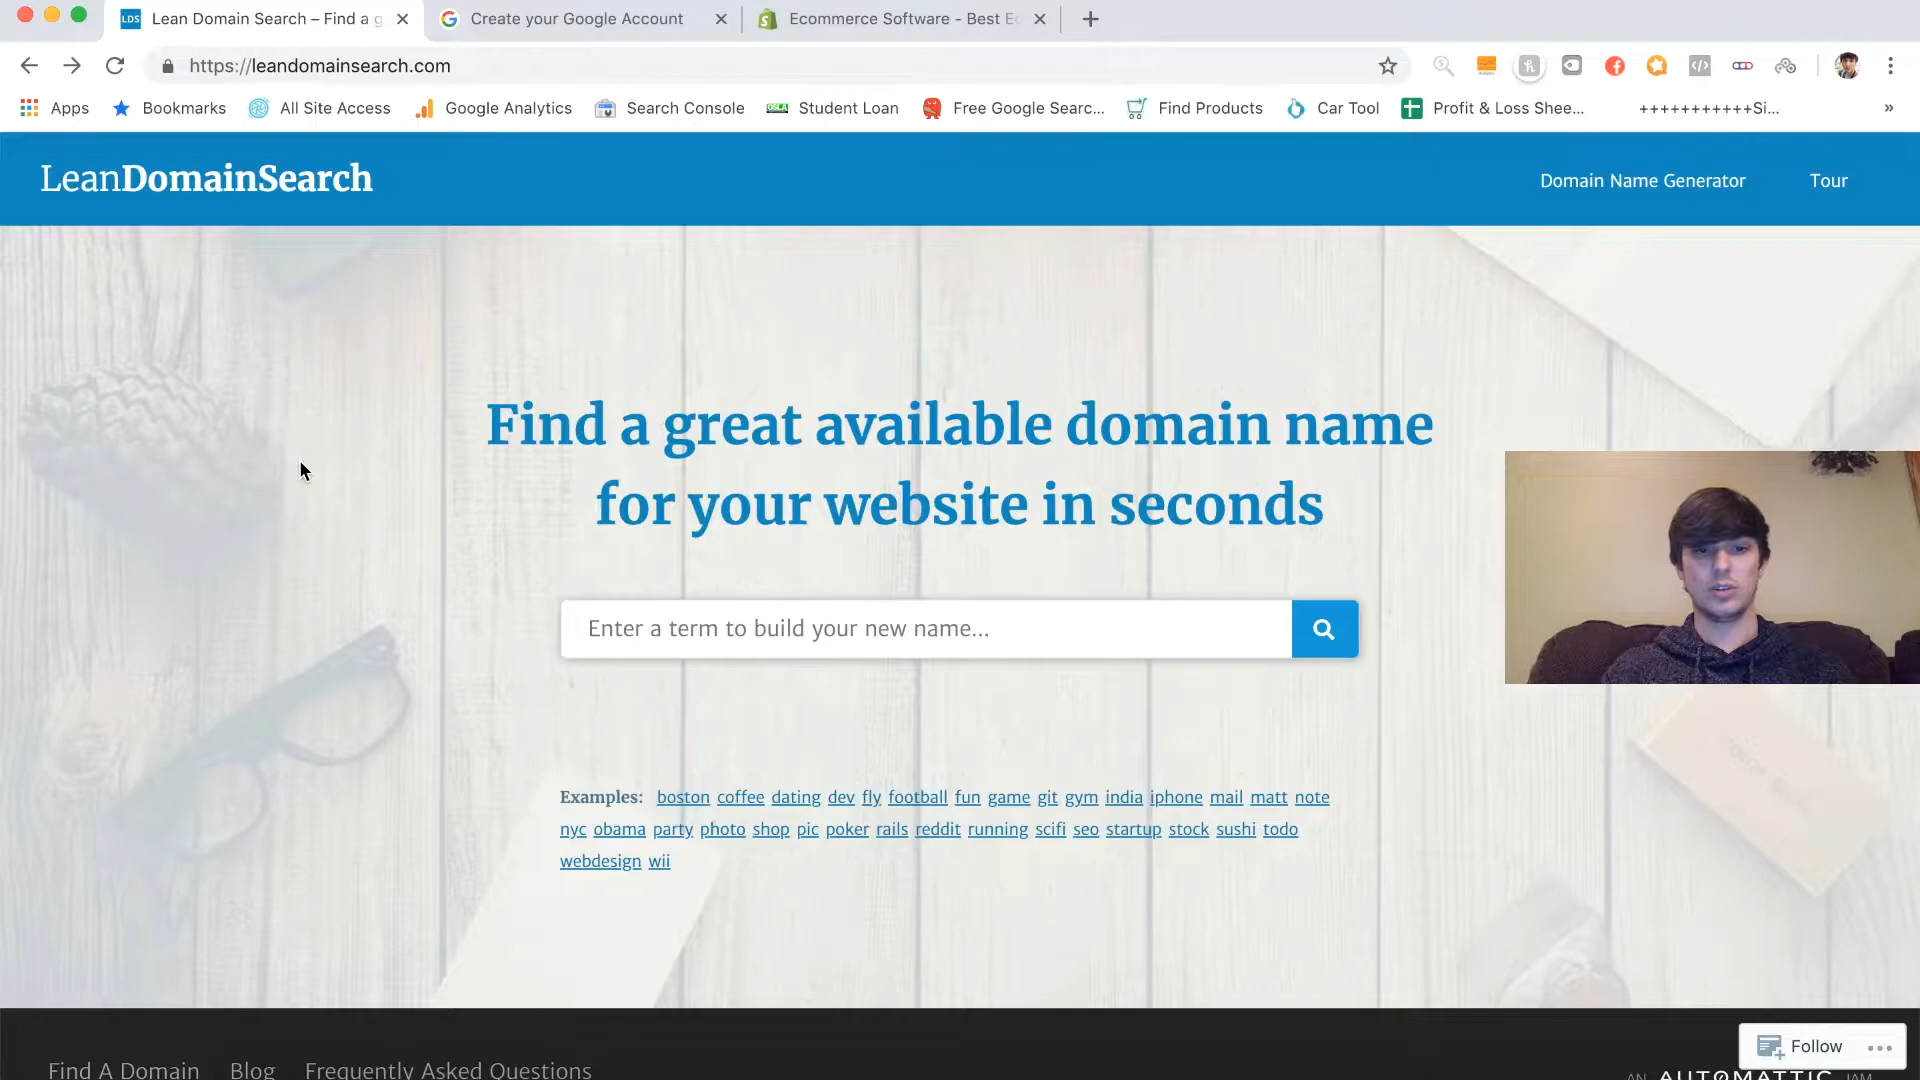 LDS Lean Domain Search – Find a g
Create your Google Account
Ecommerce Software - Best Ec
https://leandomainsearch.com
Apps Bookmarks All Site Access Google Analytics Search Console Student Loan Free Google Searc... Find Products Car Tool Profit & Loss Shee... +++++++++++Si... »
LeanDomainSearch
Domain Name Generator Tour
Find a great available domain name
for your website in seconds
Enter a term to build your new name...
Examples: boston coffee dating dev fly football fun game git gym india iphone mail matt note
nyc obama party photo shop pic poker rails reddit running scifi seo startup stock sushi todo
webdesign wii
Follow
Find A Domain Blog Frequently Asked Questions
AN AUTOMATTIC JAM